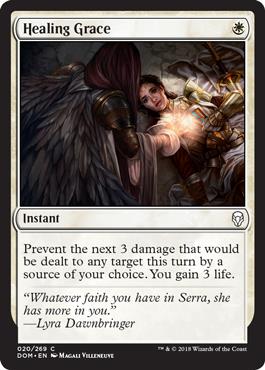 Healing Grace
Instant
Prevent the next 3 damage that would
be dealt to any target this turn by a
source of your choice. You gain 3 life.
“Whatever faith you have in Serra, she
has more in you.”
—Lyra Dawnbringer
020/269 C
DOM • EN Magali Villeneuve
™ & © 2018 Wizards of the Coast